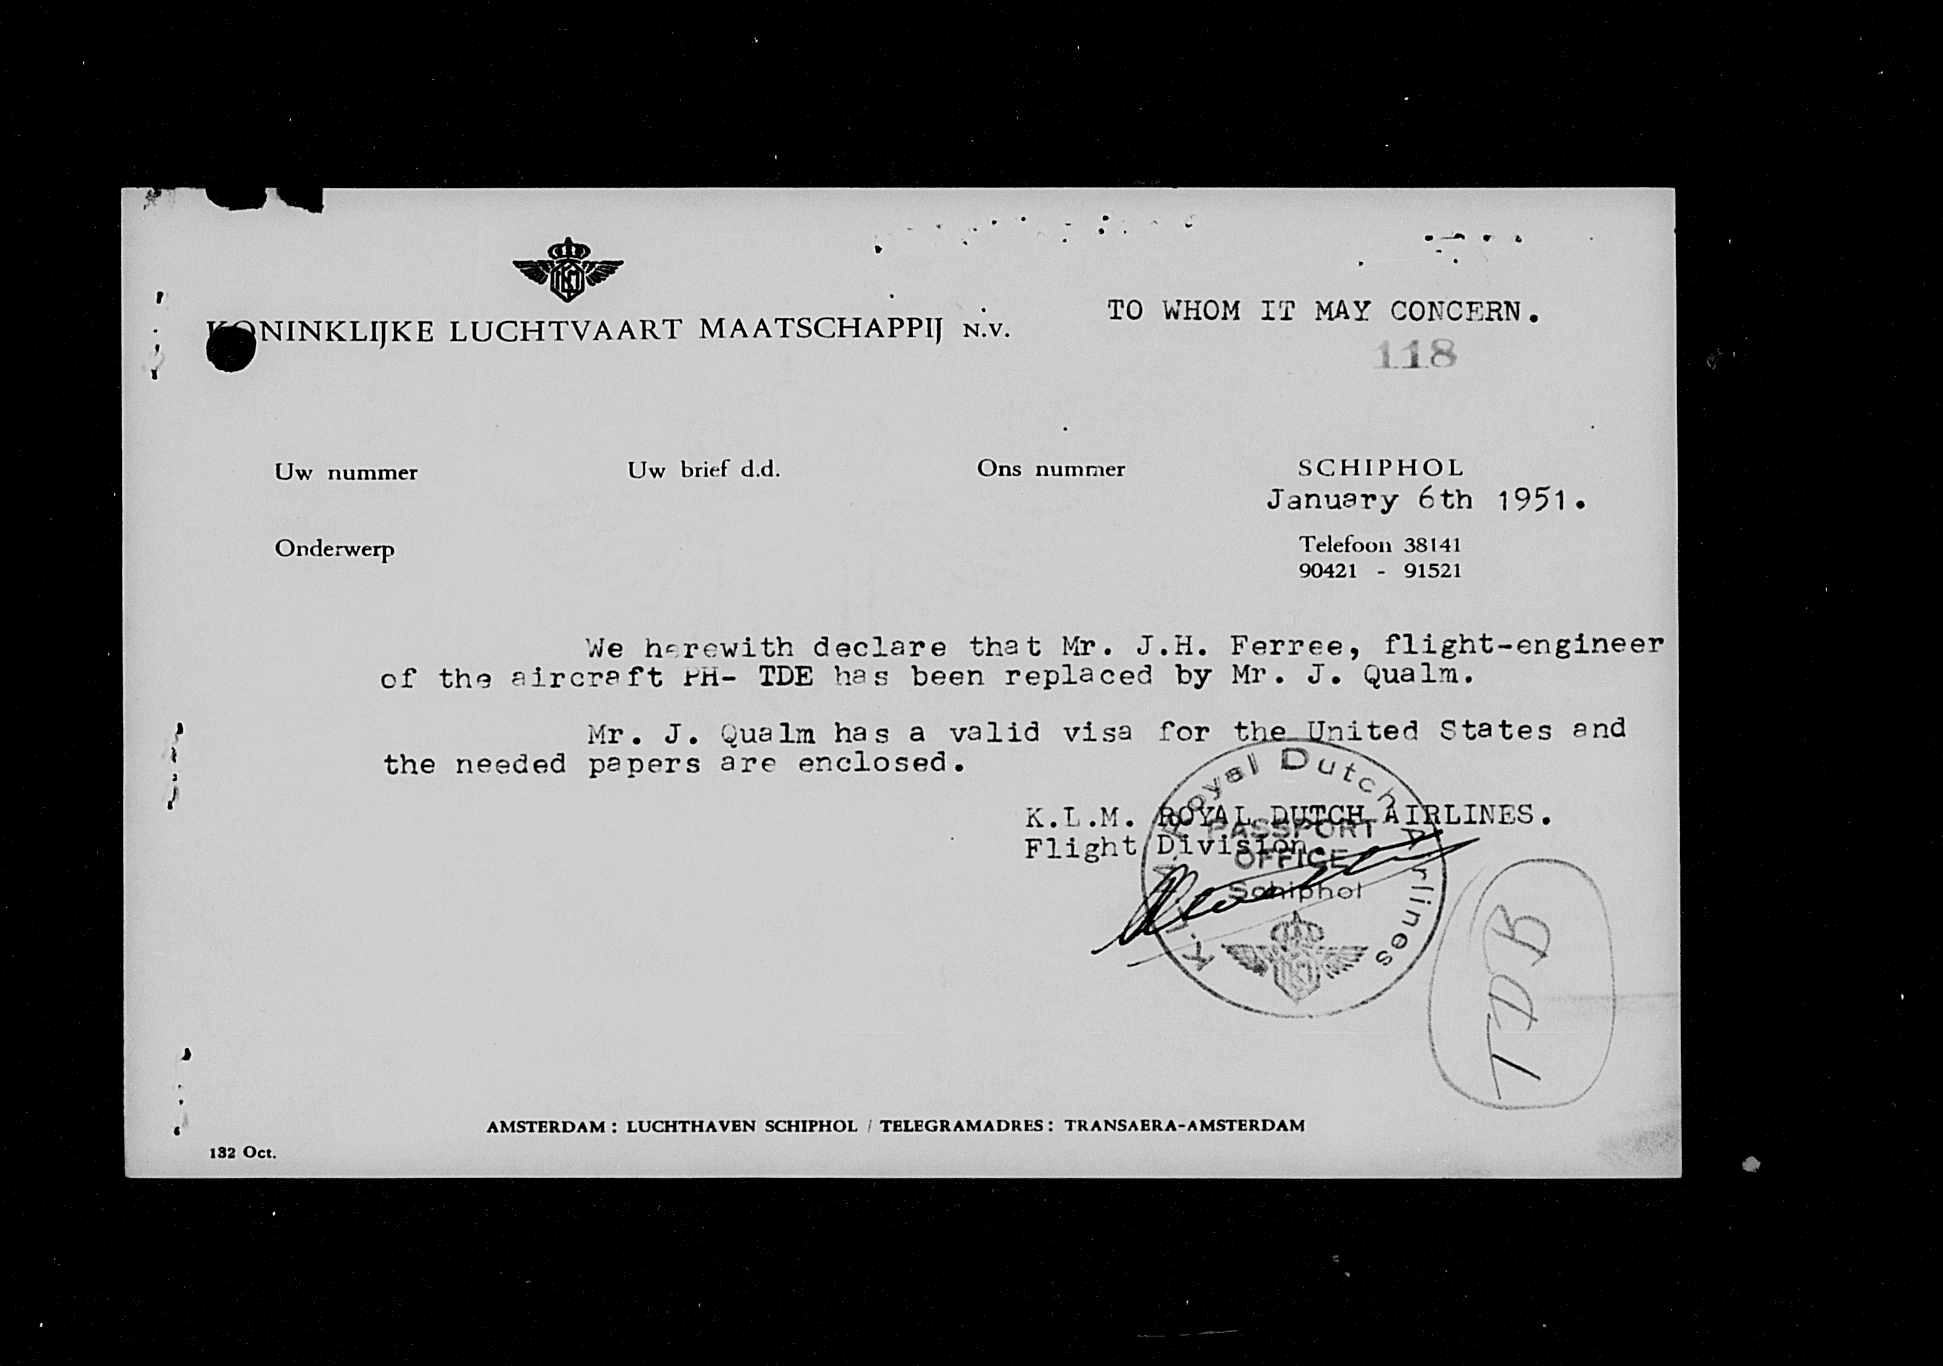 KONINKLIJKE LUCHTVAART MAATSCHAPPIJ N.V.
TO WHOM IT MAY CONCERN.
118
Uw nummer
Uw brief d.d.
Ons nummer
SCHIPHOL
January 6th 1951.
Onderwerp
Telefoon 38141
90421 - 91521
We herewith declare that Mr. J.H. Ferree, flight-engineer
of the aircraft PH- TDE has been replaced by Mr. J. Qualm.
Mr. J. Qualm has a valid visa for the United States and
the needed papers are enclosed.
K.L.M. ROYAL DUTCH AIRLINES.
Flight Division.
K.L.M. Royal Dutch Airlines
PASSPORT
OFFICE
Schiphol
TDB
AMSTERDAM: LUCHTHAVEN SCHIPHOL / TELEGRAMADRES: TRANSAERA-AMSTERDAM
132 Oct.